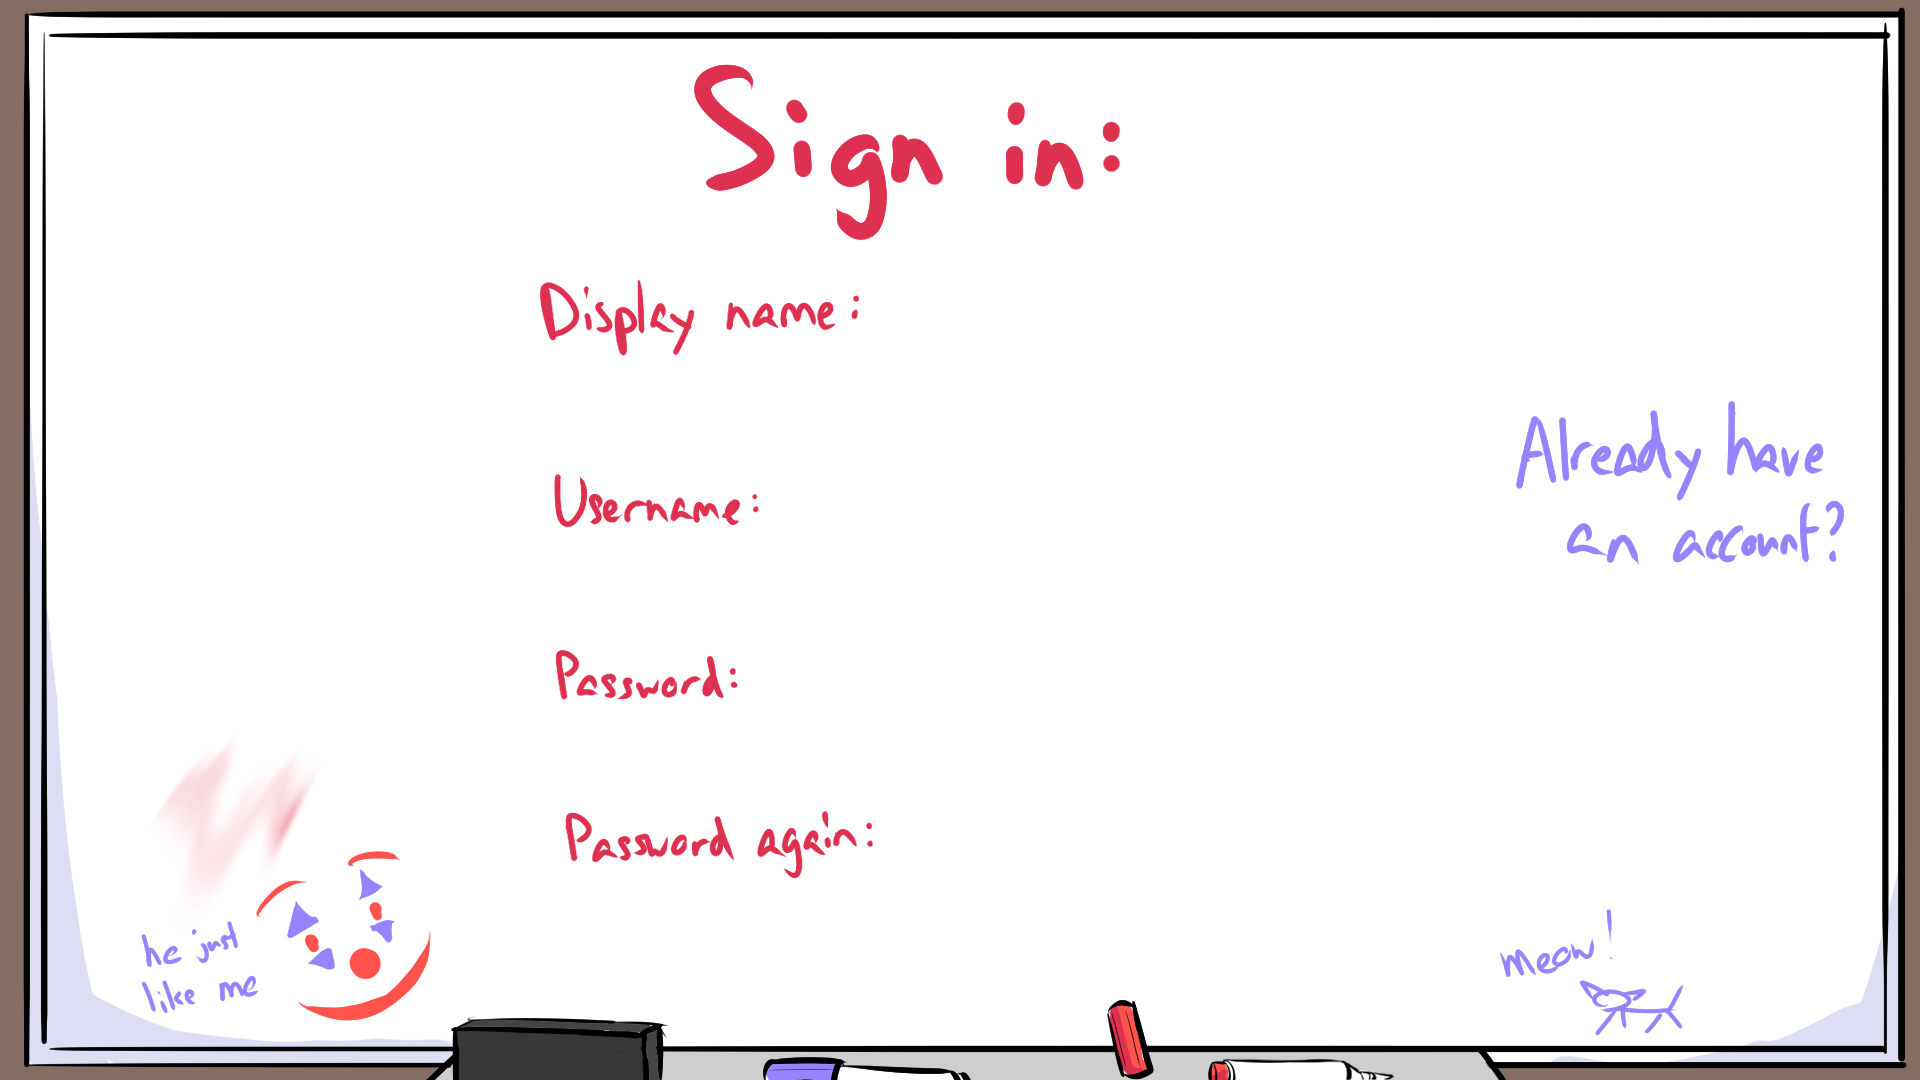 Sign in:
Display name:
Username:
Already have
an account?
Password:
Password again:
he just
like me
meow!